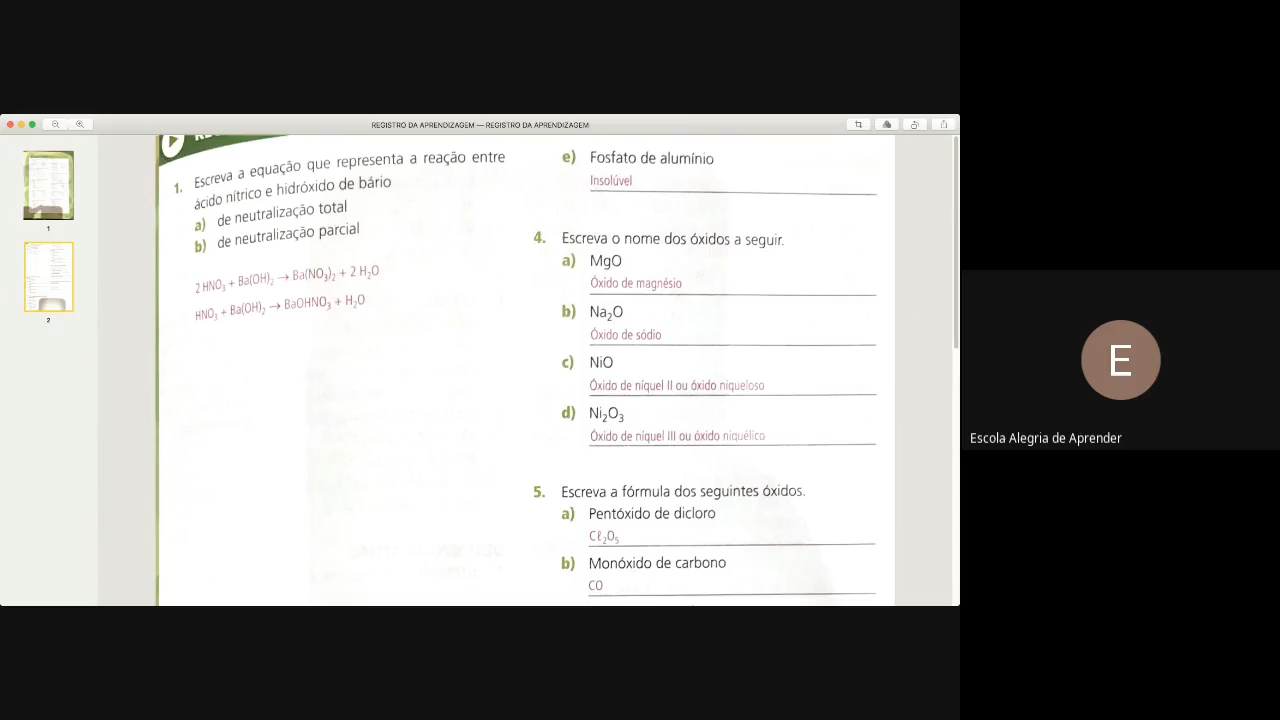 REGISTRO DA APRENDIZAGEM — REGISTRO DA APRENDIZAGEM
1
2
1. Escreva a equação que representa a reação entre
ácido nítrico e hidróxido de bário
a) de neutralização total
b) de neutralização parcial
2 HNO₃ + Ba(OH)₂ → Ba(NO₃)₂ + 2 H₂O
HNO₃ + Ba(OH)₂ → BaOHNO₃ + H₂O
e) Fosfato de alumínio
Insolúvel
4. Escreva o nome dos óxidos a seguir.
a) MgO
Óxido de magnésio
b) Na₂O
Óxido de sódio
c) NiO
Óxido de níquel II ou óxido niqueloso
d) Ni₂O₃
Óxido de níquel III ou óxido niquélico
5. Escreva a fórmula dos seguintes óxidos.
a) Pentóxido de dicloro
Cℓ₂O₅
b) Monóxido de carbono
CO
E
Escola Alegria de Aprender